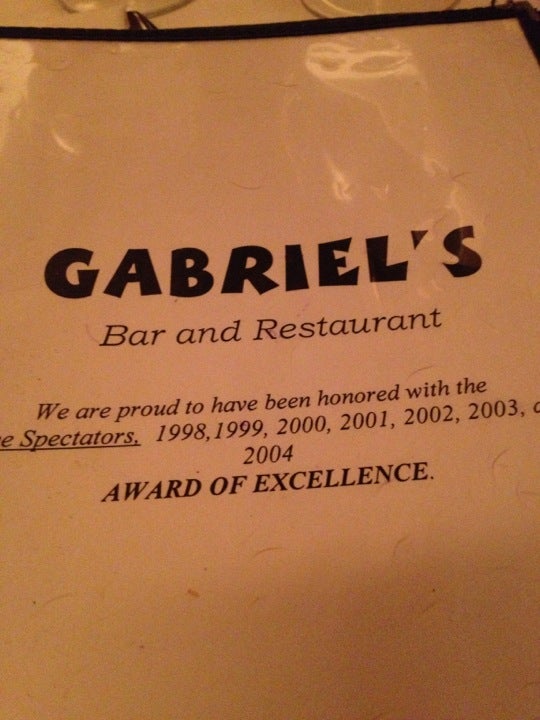 GABRIEL'S
Bar and Restaurant
We are proud to have been honored with the
e Spectators, 1998,1999, 2000, 2001, 2002, 2003,
2004
AWARD OF EXCELLENCE.